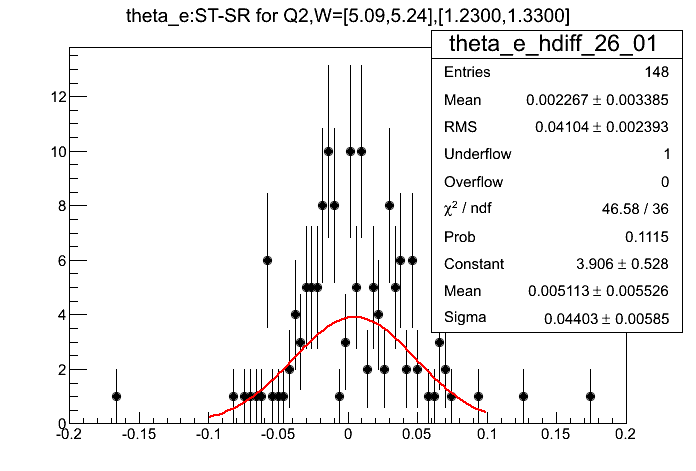 theta_e:ST-SR for Q2,W=[5.09,5.24],[1.2300,1.3300]
theta_e_hdiff_26_01
Entries 148
Mean 0.002267 ± 0.003385
RMS 0.04104 ± 0.002393
Underflow 1
Overflow 0
χ² / ndf 46.58 / 36
Prob 0.1115
Constant 3.906 ± 0.528
Mean 0.005113 ± 0.005526
Sigma 0.04403 ± 0.00585
12
10
8
6
4
2
0
-0.2 -0.15 -0.1 -0.05 0 0.05 0.1 0.15 0.2